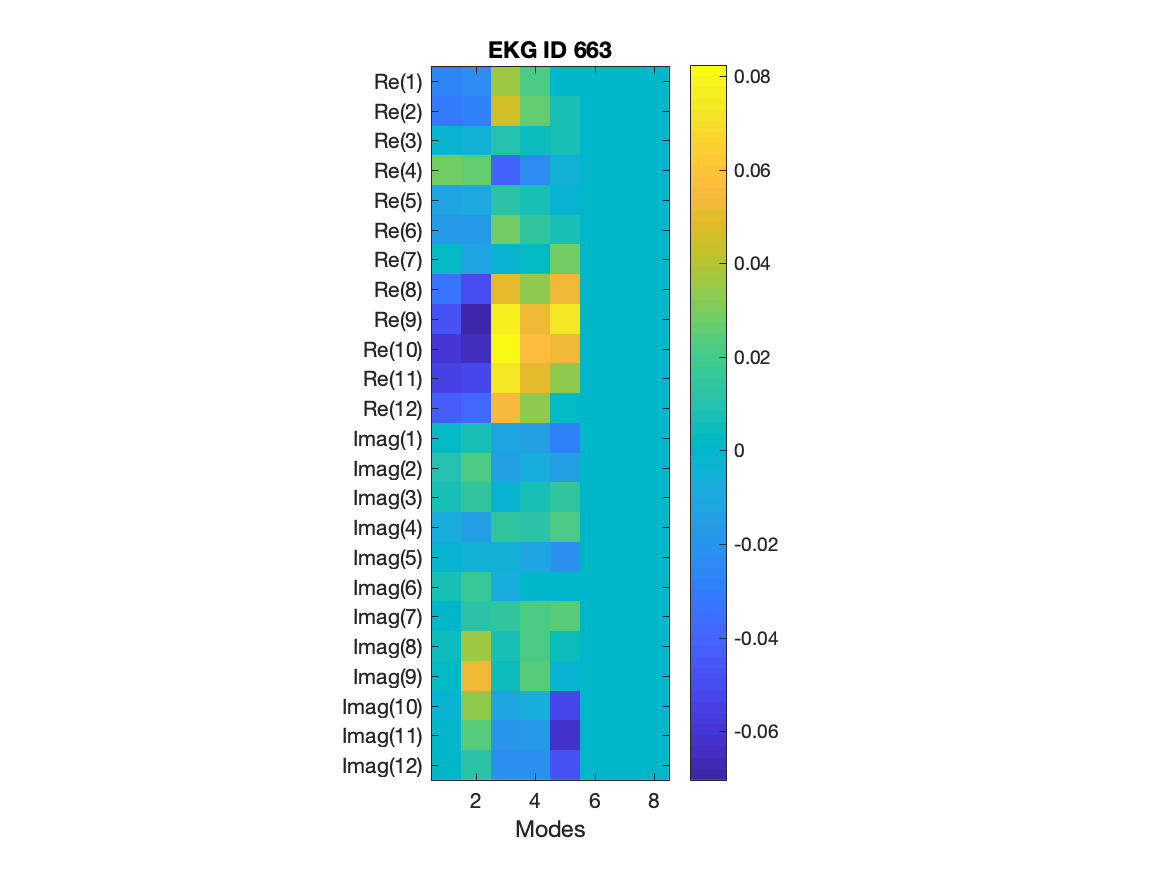 EKG ID 663
Re(1)
Re(2)
Re(3)
Re(4)
Re(5)
Re(6)
Re(7)
Re(8)
Re(9)
Re(10)
Re(11)
Re(12)
Imag(1)
Imag(2)
Imag(3)
Imag(4)
Imag(5)
Imag(6)
Imag(7)
Imag(8)
Imag(9)
Imag(10)
Imag(11)
Imag(12)
2 4 6 8
Modes
0.08
0.06
0.04
0.02
0
-0.02
-0.04
-0.06